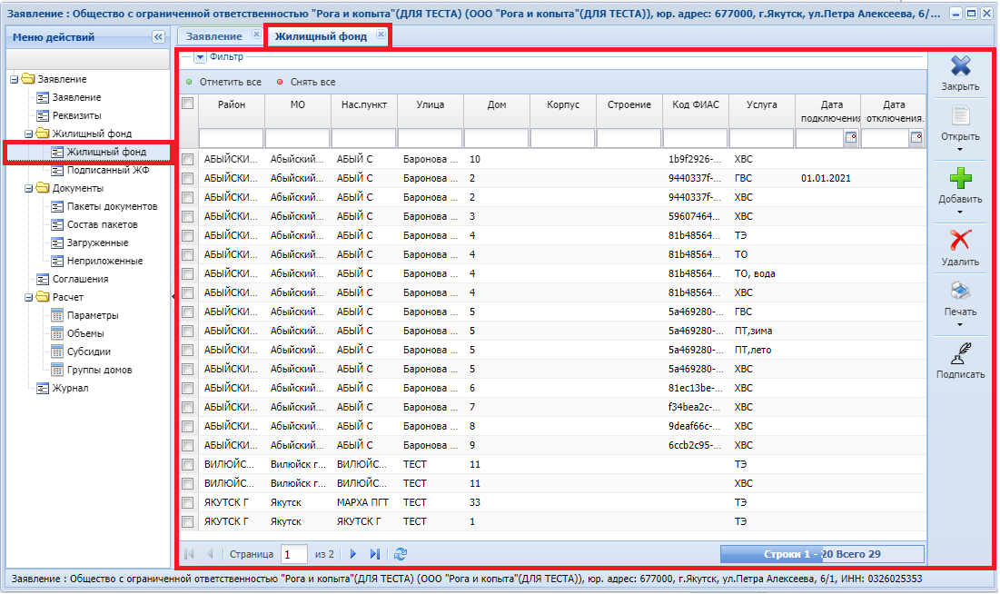 Заявление : Общество с ограниченной ответственностью "Рога и копыта"(ДЛЯ ТЕСТА) (ООО "Рога и копыта"(ДЛЯ ТЕСТА)), юр. адрес: 677000, г.Якутск, ул.Петра Алексеева, 6/...
Меню действий
Заявление
Заявление
Реквизиты
Жилищный фонд
Жилищный фонд
Подписанный ЖФ
Документы
Пакеты документов
Состав пакетов
Загруженные
Неприложенные
Соглашения
Расчет
Параметры
Объемы
Субсидии
Группы домов
Журнал
Заявление Жилищный фонд
Фильтр
Отметить все Снять все
Район МО Нас.пункт Улица Дом Корпус Строение Код ФИАС Услуга Дата подключения Дата отключения.
АБЫЙСКИ... Абыйский... АБЫЙ С Баронова ... 10 1b9f2926-... ХВС
АБЫЙСКИ... Абыйский... АБЫЙ С Баронова ... 2 9440337f-... ГВС 01.01.2021
АБЫЙСКИ... Абыйский... АБЫЙ С Баронова ... 2 9440337f-... ХВС
АБЫЙСКИ... Абыйский... АБЫЙ С Баронова ... 3 59607464... ХВС
АБЫЙСКИ... Абыйский... АБЫЙ С Баронова ... 4 81b48564... ТЭ
АБЫЙСКИ... Абыйский... АБЫЙ С Баронова ... 4 81b48564... ТО
АБЫЙСКИ... Абыйский... АБЫЙ С Баронова ... 4 81b48564... ТО, вода
АБЫЙСКИ... Абыйский... АБЫЙ С Баронова ... 4 81b48564... ХВС
АБЫЙСКИ... Абыйский... АБЫЙ С Баронова ... 5 5a469280-... ГВС
АБЫЙСКИ... Абыйский... АБЫЙ С Баронова ... 5 5a469280-... ПТ,зима
АБЫЙСКИ... Абыйский... АБЫЙ С Баронова ... 5 5a469280-... ПТ,лето
АБЫЙСКИ... Абыйский... АБЫЙ С Баронова ... 5 5a469280-... ХВС
АБЫЙСКИ... Абыйский... АБЫЙ С Баронова ... 6 81ec13be-... ХВС
АБЫЙСКИ... Абыйский... АБЫЙ С Баронова ... 7 f34bea2c-... ХВС
АБЫЙСКИ... Абыйский... АБЫЙ С Баронова ... 8 9deaf66c-... ХВС
АБЫЙСКИ... Абыйский... АБЫЙ С Баронова ... 9 6ccb2c95-... ХВС
ВИЛЮЙС... Вилюйск г... ВИЛЮЙС... ТЕСТ 11 ТЭ
ВИЛЮЙС... Вилюйск г... ВИЛЮЙС... ТЕСТ 11 ХВС
ЯКУТСК Г Якутск МАРХА ПГТ ТЕСТ 33 ТЭ
ЯКУТСК Г Якутск ЯКУТСК Г ТЕСТ 1 ТЭ
Страница 1 из 2 Строки 1 - 20 Всего 29
Закрыть
Открыть
Добавить
Удалить
Печать
Подписать
Заявление : Общество с ограниченной ответственностью "Рога и копыта"(ДЛЯ ТЕСТА) (ООО "Рога и копыта"(ДЛЯ ТЕСТА)), юр. адрес: 677000, г.Якутск, ул.Петра Алексеева, 6/1, ИНН: 0326025353